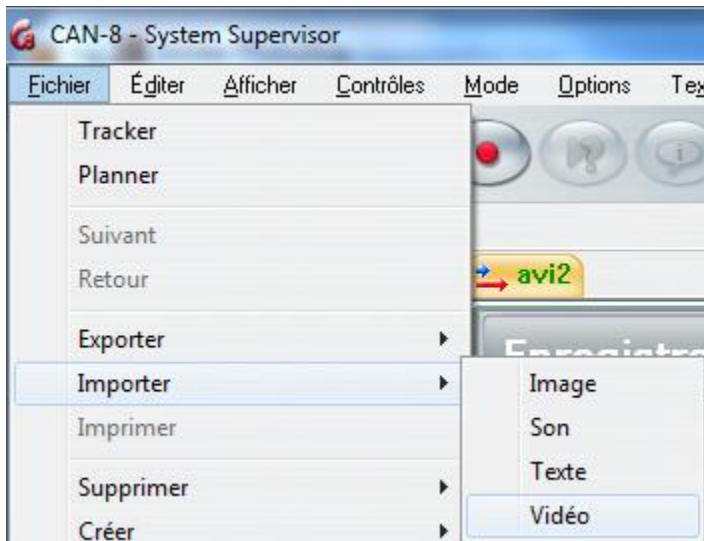 CAN-8 - System Supervisor
Fichier Éditer Afficher Contrôles Mode Options
Tracker
Planner
Suivant
Retour
avi2
Exporter
Importer
Image
Imprimer
Son
Texte
Supprimer
Vidéo
Créer